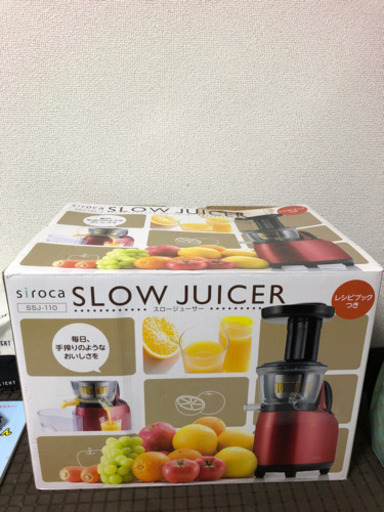 siroca SLOW JUICER
siroca SLOW JUICER
SSJ-110
スロージューサー
レシピブック
つき
毎日、
手搾りのような
おいしさを